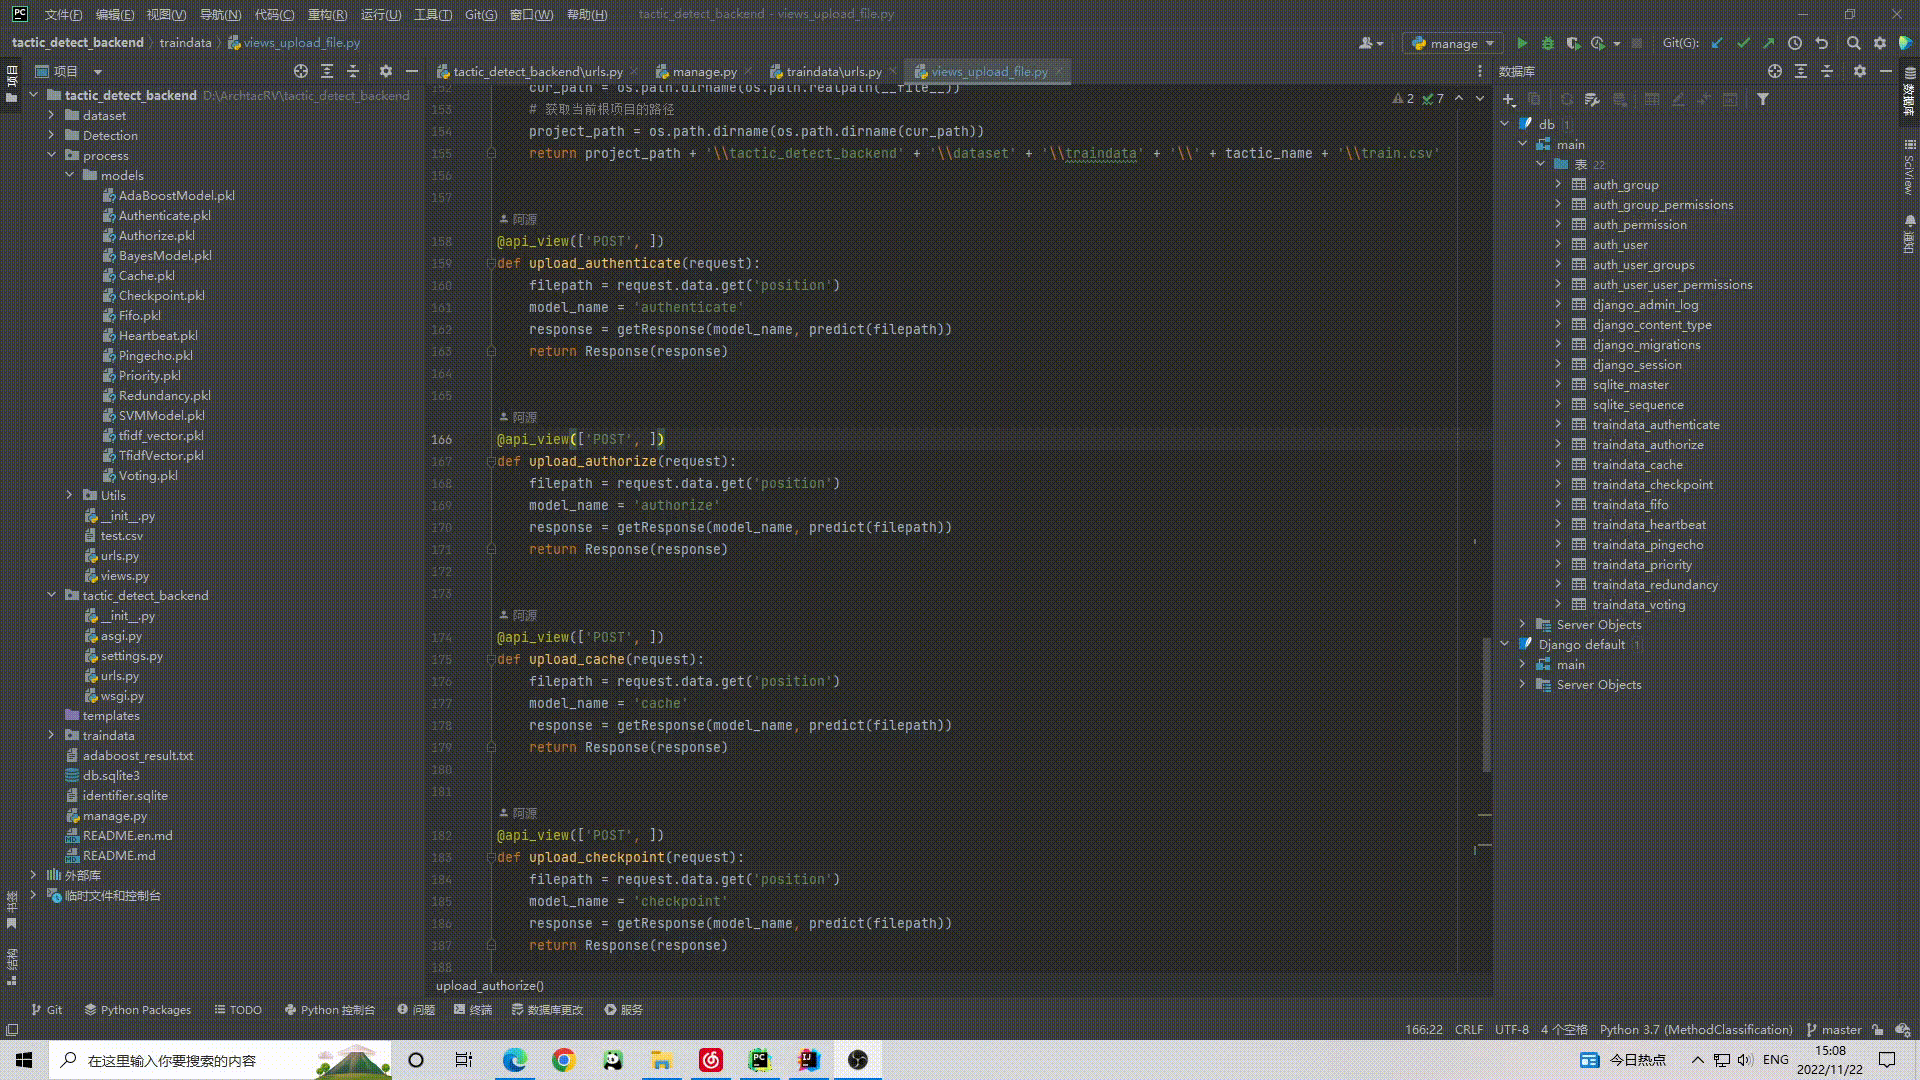 PC 文件(F) 编辑(E) 视图(V) 导航(N) 代码(C) 重构(R) 运行(U) 工具(T) Git(G) 窗口(W) 帮助(H) tactic_detect_backend - views_upload_file.py
tactic_detect_backend traindata views_upload_file.py manage Git(G):
项目
tactic_detect_backend\urls.py manage.py traindata\urls.py views_upload_file.py
数据库
tactic_detect_backend D:\ArchtacRV\tactic_detect_backend
dataset
Detection
process
models
AdaBoostModel.pkl
Authenticate.pkl
Authorize.pkl
BayesModel.pkl
Cache.pkl
Checkpoint.pkl
Fifo.pkl
Heartbeat.pkl
Pingecho.pkl
Priority.pkl
Redundancy.pkl
SVMModel.pkl
tfidf_vector.pkl
TfidfVector.pkl
Voting.pkl
Utils
__init__.py
test.csv
urls.py
views.py
tactic_detect_backend
__init__.py
asgi.py
settings.py
urls.py
wsgi.py
templates
traindata
adaboost_result.txt
db.sqlite3
identifier.sqlite
manage.py
README.en.md
README.md
外部库
临时文件和控制台
项目
书签
结构
2 7
152 cur_path = os.path.dirname(os.path.realpath(__file__))
153 # 获取当前根项目的路径
154 project_path = os.path.dirname(os.path.dirname(cur_path))
155 return project_path + '\\tactic_detect_backend' + '\\dataset' + '\\traindata' + '\\' + tactic_name + '\\train.csv'
156
157
阿源
158 @api_view(['POST', ])
159 def upload_authenticate(request):
160 filepath = request.data.get('position')
161 model_name = 'authenticate'
162 response = getResponse(model_name, predict(filepath))
163 return Response(response)
164
165
阿源
166 @api_view(['POST', ])
167 def upload_authorize(request):
168 filepath = request.data.get('position')
169 model_name = 'authorize'
170 response = getResponse(model_name, predict(filepath))
171 return Response(response)
172
173
阿源
174 @api_view(['POST', ])
175 def upload_cache(request):
176 filepath = request.data.get('position')
177 model_name = 'cache'
178 response = getResponse(model_name, predict(filepath))
179 return Response(response)
180
181
阿源
182 @api_view(['POST', ])
183 def upload_checkpoint(request):
184 filepath = request.data.get('position')
185 model_name = 'checkpoint'
186 response = getResponse(model_name, predict(filepath))
187 return Response(response)
188
upload_authorize()
db 1
main
表 22
auth_group
auth_group_permissions
auth_permission
auth_user
auth_user_groups
auth_user_user_permissions
django_admin_log
django_content_type
django_migrations
django_session
sqlite_master
sqlite_sequence
traindata_authenticate
traindata_authorize
traindata_cache
traindata_checkpoint
traindata_fifo
traindata_heartbeat
traindata_pingecho
traindata_priority
traindata_redundancy
traindata_voting
Server Objects
Django default 1
main
Server Objects
数据库
SciView
通知
Git Python Packages TODO Python 控制台 问题 终端 数据库更改 服务
166:22 CRLF UTF-8 4 个空格 Python 3.7 (MethodClassification) master
在这里输入你要搜索的内容 PC IJ 今日热点 ENG 15:08
2022/11/22